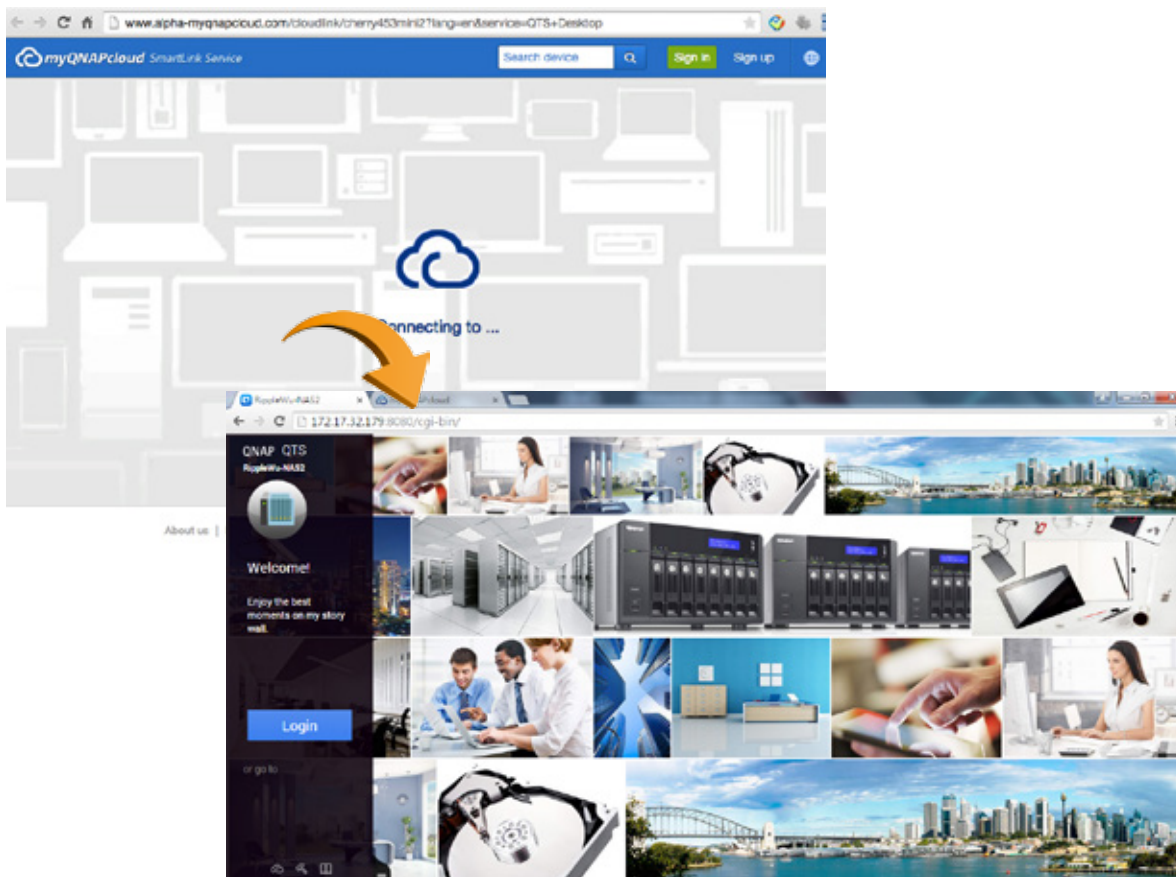 www.alpha-myqnapcloud.com/cloudlink/cherry453mini2?lang=en&service=QTS+Desktop
myQNAPcloud SmartLink Service
Search device
Sign in
Sign up
Connecting to ...
About us |
RippleWu-NAS2
172.17.32.179:8080/cgi-bin/
QNAP QTS
RippleWu-NAS2
Welcome!
Enjoy the best
moments on my story
wall.
Login
or go to